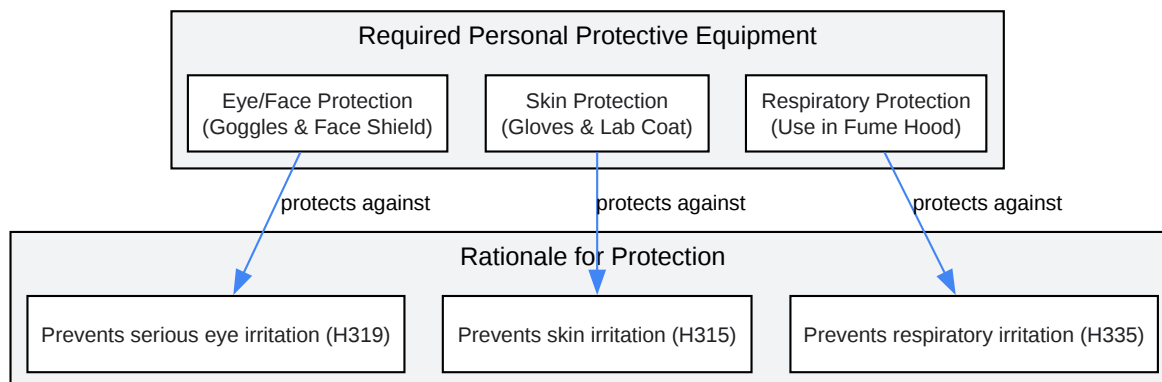 Required Personal Protective Equipment
Eye/Face Protection
(Goggles & Face Shield)
Skin Protection
(Gloves & Lab Coat)
Respiratory Protection
(Use in Fume Hood)
protects against
protects against
protects against
Rationale for Protection
Prevents serious eye irritation (H319)
Prevents skin irritation (H315)
Prevents respiratory irritation (H335)